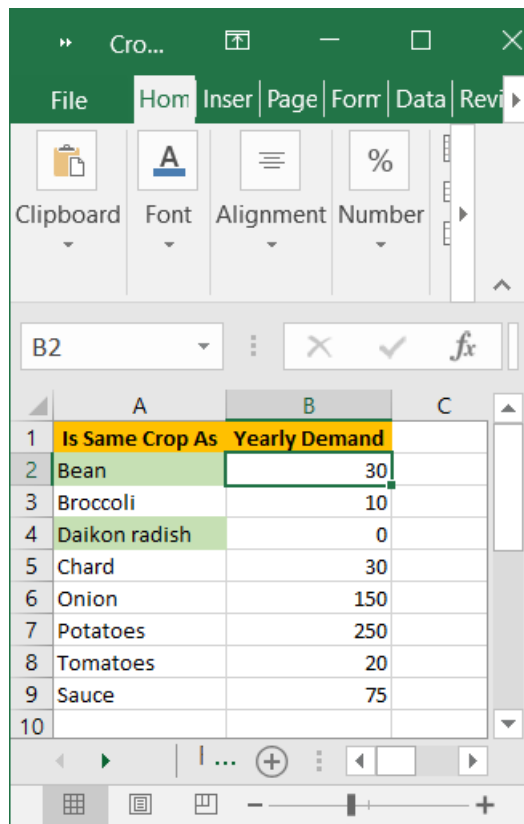 Cro...
File Hom Inser Page Forr Data Revi
A %
Clipboard Font Alignment Number
B2 fx
A B C
1 Is Same Crop As Yearly Demand
2 Bean 30
3 Broccoli 10
4 Daikon radish 0
5 Chard 30
6 Onion 150
7 Potatoes 250
8 Tomatoes 20
9 Sauce 75
10
...